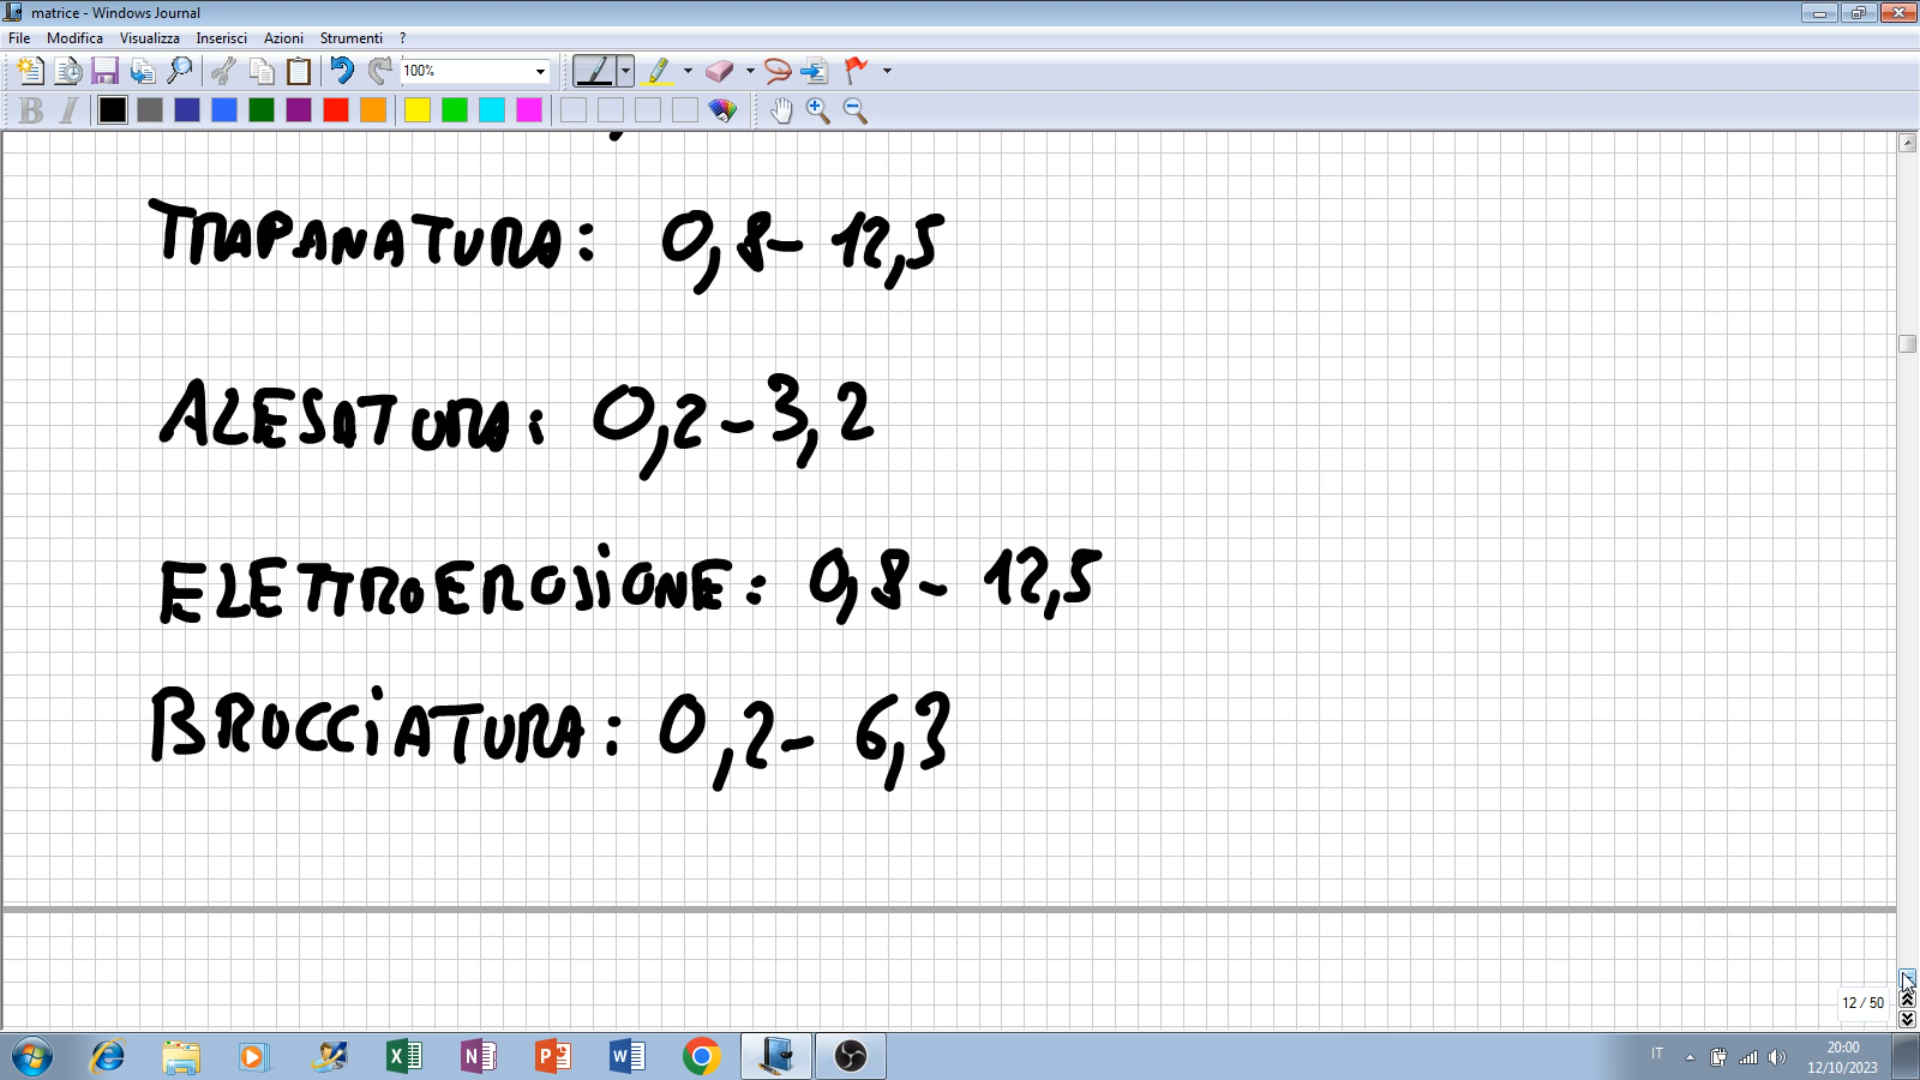 matrice - Windows Journal
File Modifica Visualizza Inserisci Azioni Strumenti ?
100%
B I
TRAPANATURA: 0,8 - 12,5
ALESATURA: 0,2 - 3,2
ELETTROEROSIONE: 0,8 - 12,5
BROCCIATURA: 0,2 - 6,3
12 / 50
IT
20:00
12/10/2023